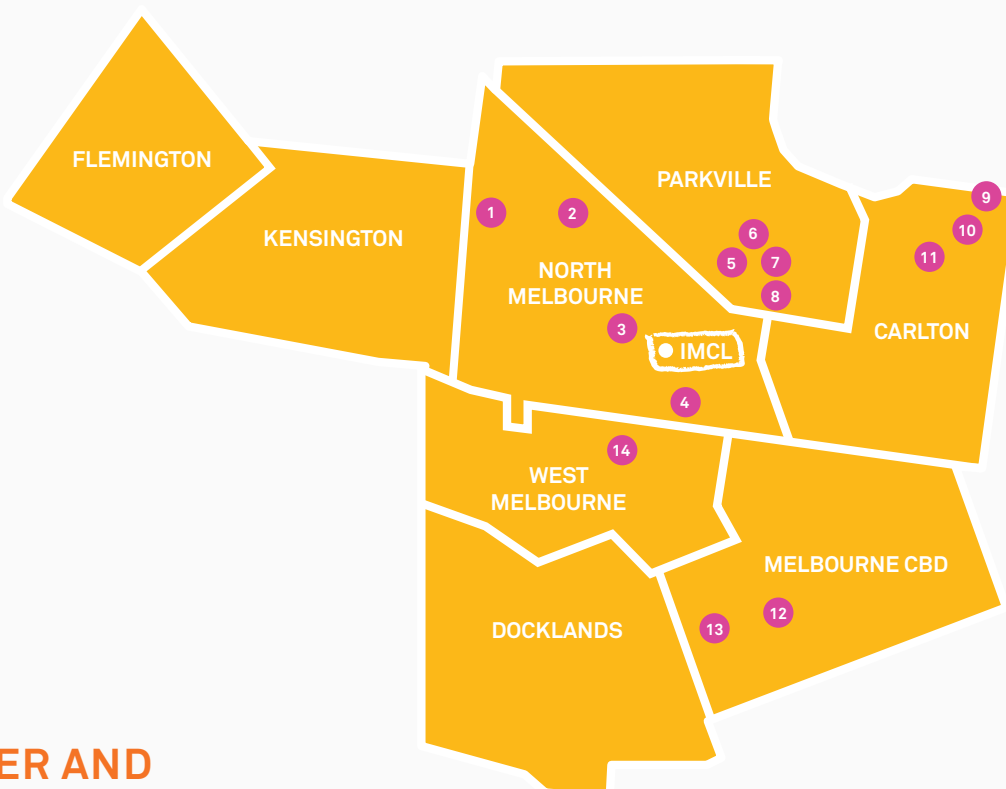 FLEMINGTON
PARKVILLE
9
1
2
10
6
KENSINGTON
11
5
7
NORTH
MELBOURNE
8
3
CARLTON
IMCL
4
14
WEST
MELBOURNE
MELBOURNE CBD
12
13
DOCKLANDS
ER AND